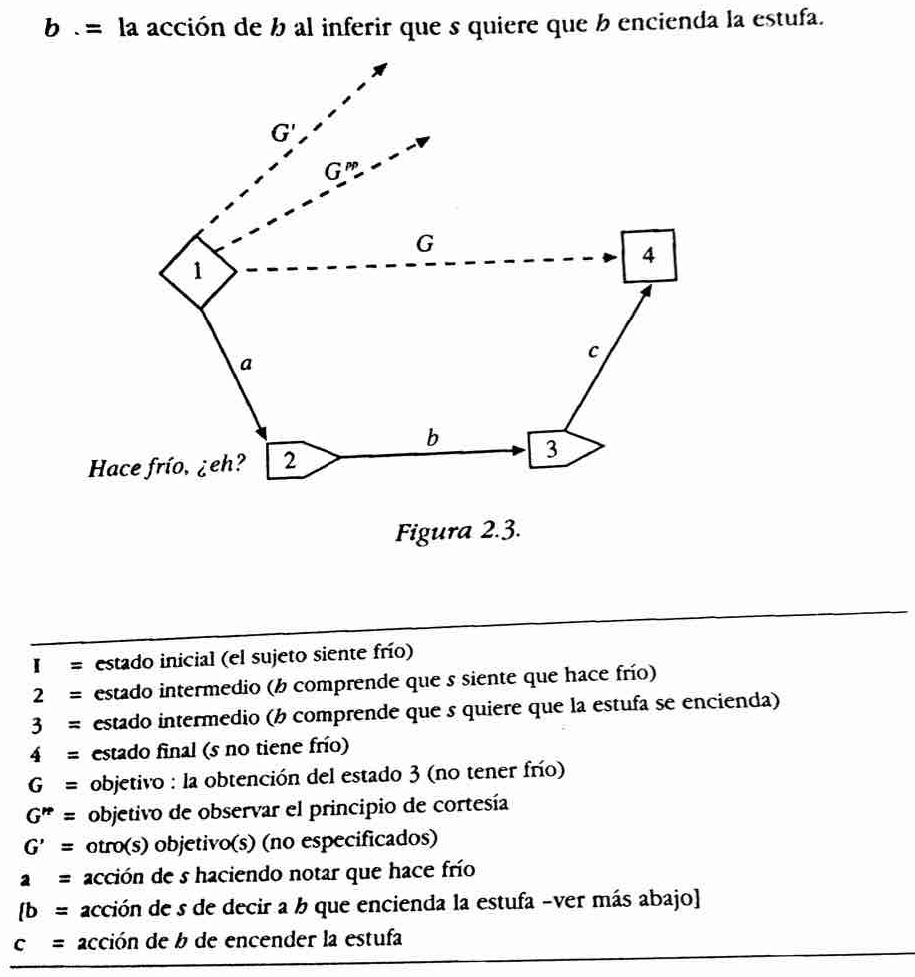 b .= la acción de h al inferir que s quiere que h encienda la estufa.
G'
G^pp
G
1
4
a
c
b
Hace frío, ¿eh?
2
3
Figura 2.3.
1 = estado inicial (el sujeto siente frío)
2 = estado intermedio (h comprende que s siente que hace frío)
3 = estado intermedio (h comprende que s quiere que la estufa se encienda)
4 = estado final (s no tiene frío)
G = objetivo : la obtención del estado 3 (no tener frío)
G^pp = objetivo de observar el principio de cortesía
G' = otro(s) objetivo(s) (no especificados)
a = acción de s haciendo notar que hace frío
[b = acción de s de decir a h que encienda la estufa –ver más abajo]
c = acción de h de encender la estufa